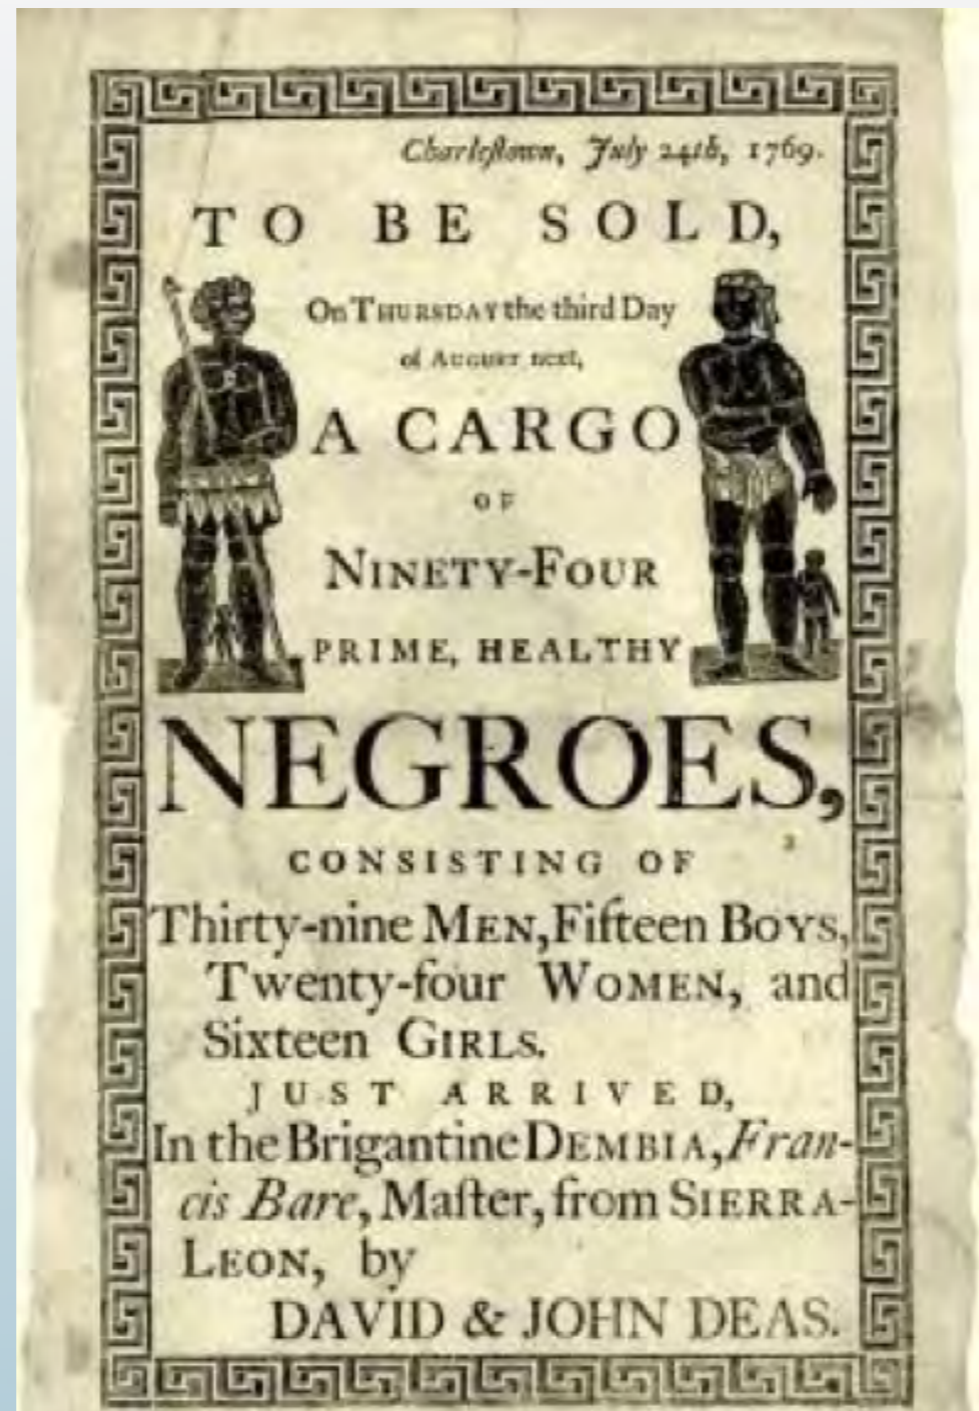 Charleſtown, July 24th, 1769.
TO BE SOLD,
On THURSDAY the third Day
of AUGUST next,
A CARGO
OF
NINETY-FOUR
PRIME, HEALTHY
NEGROES,
CONSISTING OF
Thirty-nine MEN, Fifteen BOYS,
Twenty-four WOMEN, and
Sixteen GIRLS.
JUST ARRIVED,
In the Brigantine DEMBIA, Fran-
cis Bare, Maſter, from SIERRA-
LEON, by
DAVID & JOHN DEAS.